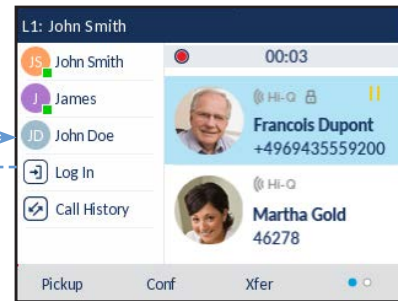 L1: John Smith
JS John Smith
J James
JD John Doe
Log In
Call History
00:03
Hi-Q
Francois Dupont
+4969435559200
Hi-Q
Martha Gold
46278
Pickup Conf Xfer